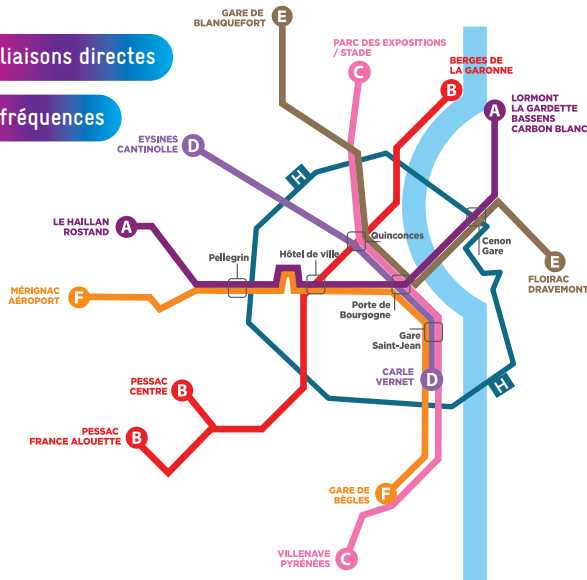 GARE DE
BLANQUEFORT
E
liaisons directes
PARC DES EXPOSITIONS
/ STADE
C
BERGES DE
LA GARONNE
B
fréquences
A
LORMONT
LA GARDETTE
BASSENS
CARBON BLANC
EYSINES
CANTINOLLE
D
H
LE HAILLAN
ROSTAND
A
Quinconces
Cenon
Gare
Pellegrin
Hôtel de ville
E
FLOIRAC
DRAVEMONT
MÉRIGNAC
AÉROPORT
F
Porte de
Bourgogne
Gare
Saint-Jean
CARLE
VERNET
D
H
PESSAC
CENTRE
B
PESSAC
FRANCE ALOUETTE
B
GARE DE
BÈGLES
F
VILLENAVE
PYRÉNÉES
C